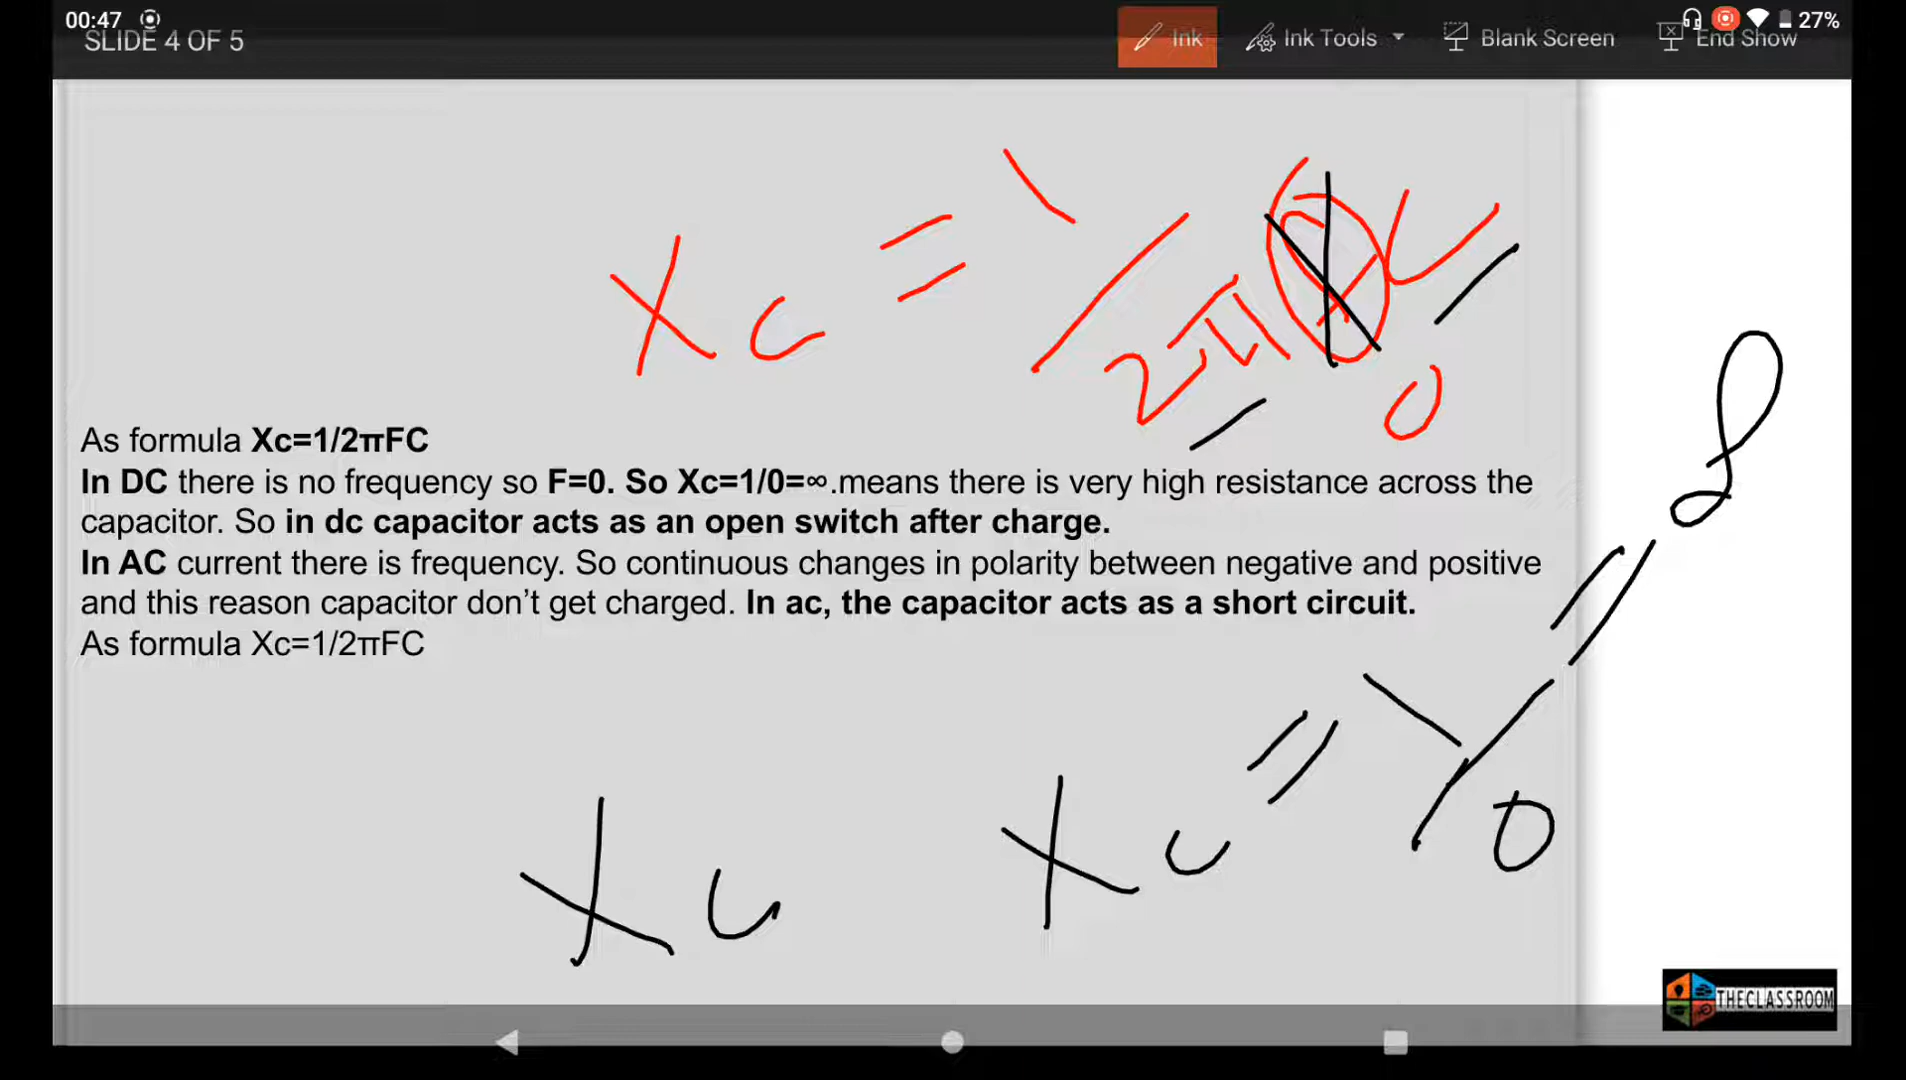 00:47
27%
SLIDE 4 OF 5
Ink
Ink Tools
Blank Screen
End Show
Xc = 1/2πfC
0
As formula Xc=1/2πFC
In DC there is no frequency so F=0. So Xc=1/0=∞.means there is very high resistance across the
capacitor. So in dc capacitor acts as an open switch after charge.
In AC current there is frequency. So continuous changes in polarity between negative and positive
and this reason capacitor don’t get charged. In ac, the capacitor acts as a short circuit.
As formula Xc=1/2πFC
Xc = 1/0 = ∞
Xc
THECLASSROOM